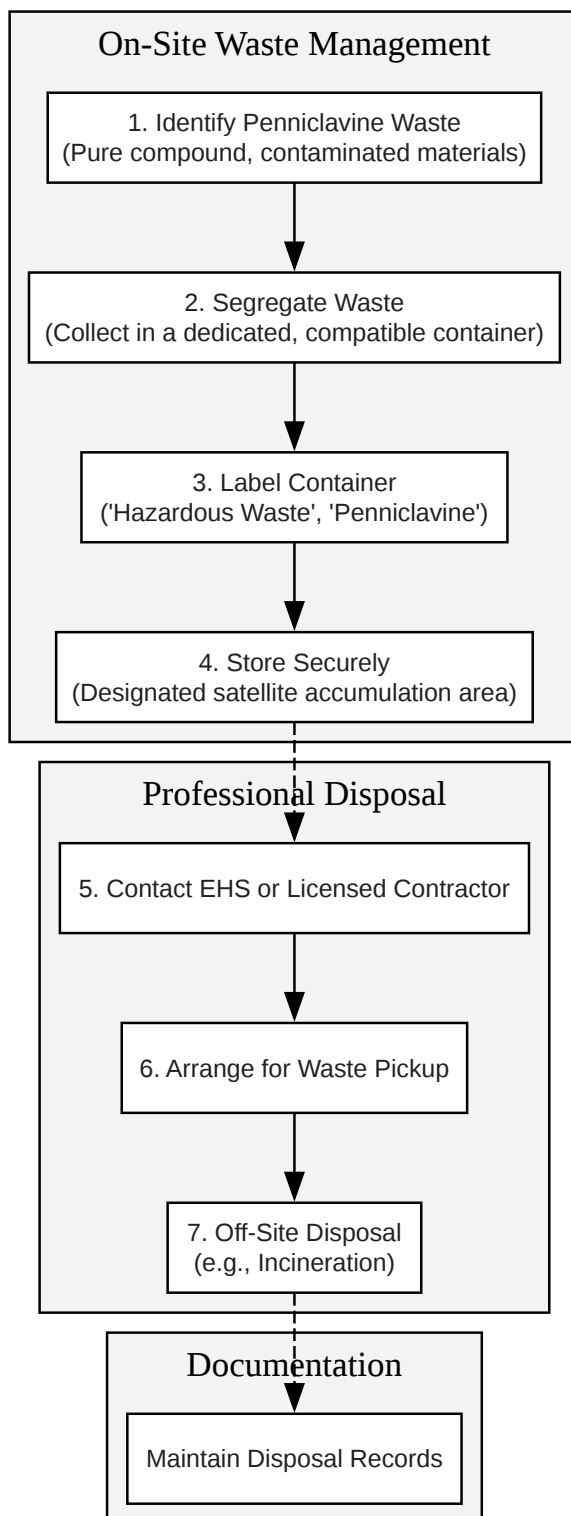 On-Site Waste Management
1. Identify Penniclavine Waste
(Pure compound, contaminated materials)
2. Segregate Waste
(Collect in a dedicated, compatible container)
3. Label Container
('Hazardous Waste', 'Penniclavine')
4. Store Securely
(Designated satellite accumulation area)
Professional Disposal
5. Contact EHS or Licensed Contractor
6. Arrange for Waste Pickup
7. Off-Site Disposal
(e.g., Incineration)
Documentation
Maintain Disposal Records